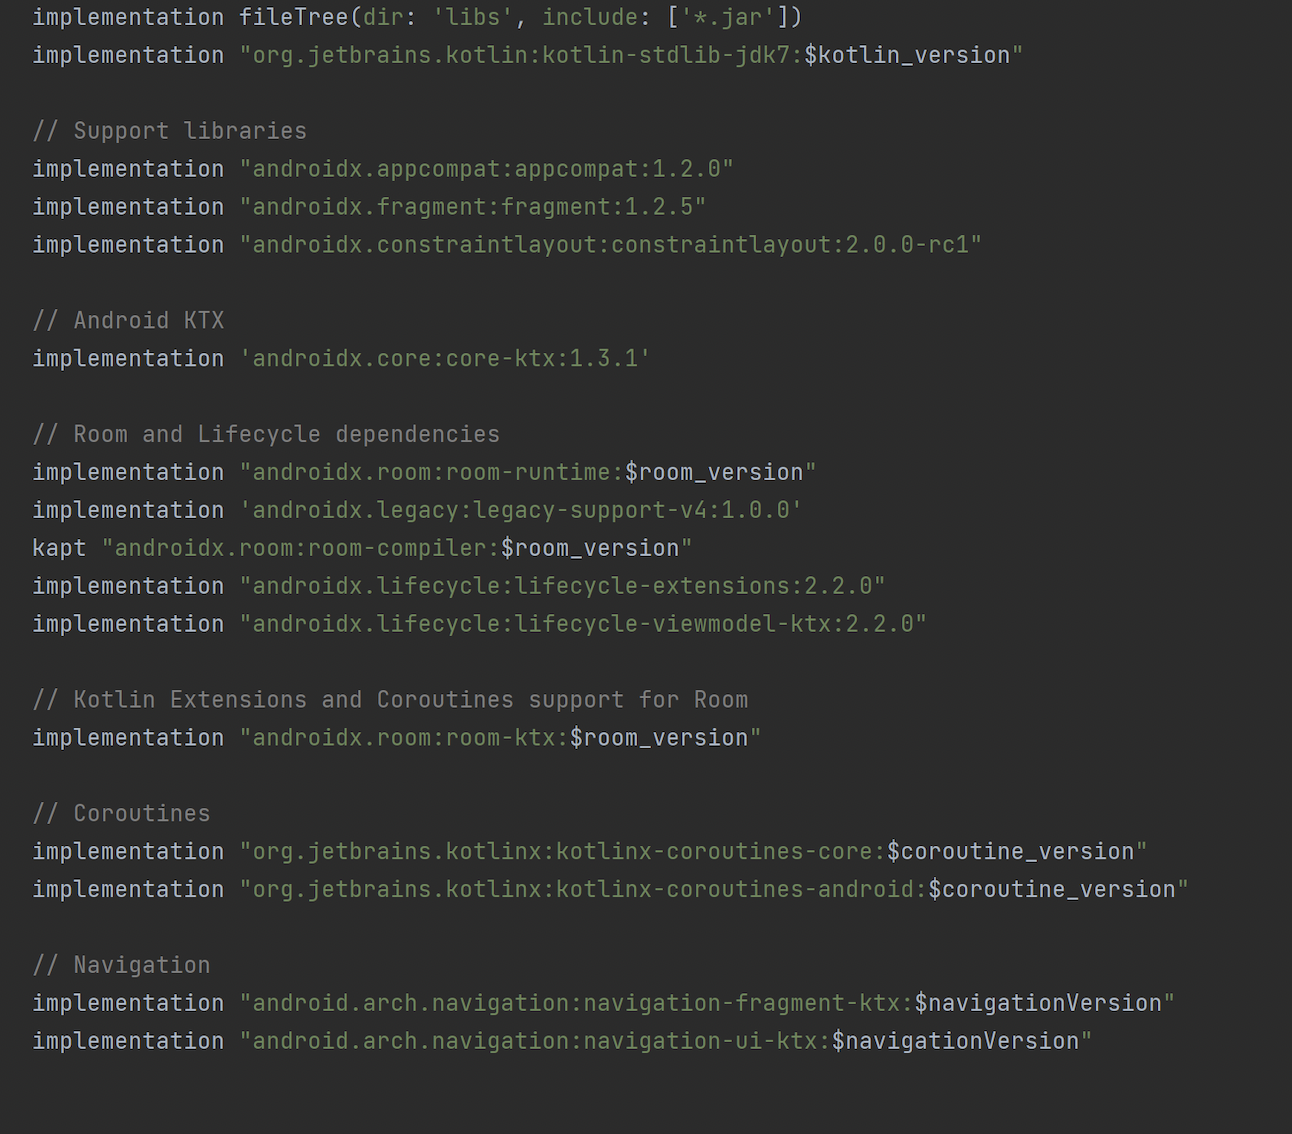 implementation fileTree(dir: 'libs', include: ['*.jar'])
implementation "org.jetbrains.kotlin:kotlin-stdlib-jdk7:$kotlin_version"
// Support libraries
implementation "androidx.appcompat:appcompat:1.2.0"
implementation "androidx.fragment:fragment:1.2.5"
implementation "androidx.constraintlayout:constraintlayout:2.0.0-rc1"
// Android KTX
implementation 'androidx.core:core-ktx:1.3.1'
// Room and Lifecycle dependencies
implementation "androidx.room:room-runtime:$room_version"
implementation 'androidx.legacy:legacy-support-v4:1.0.0'
kapt "androidx.room:room-compiler:$room_version"
implementation "androidx.lifecycle:lifecycle-extensions:2.2.0"
implementation "androidx.lifecycle:lifecycle-viewmodel-ktx:2.2.0"
// Kotlin Extensions and Coroutines support for Room
implementation "androidx.room:room-ktx:$room_version"
// Coroutines
implementation "org.jetbrains.kotlinx:kotlinx-coroutines-core:$coroutine_version"
implementation "org.jetbrains.kotlinx:kotlinx-coroutines-android:$coroutine_version"
// Navigation
implementation "android.arch.navigation:navigation-fragment-ktx:$navigationVersion"
implementation "android.arch.navigation:navigation-ui-ktx:$navigationVersion"